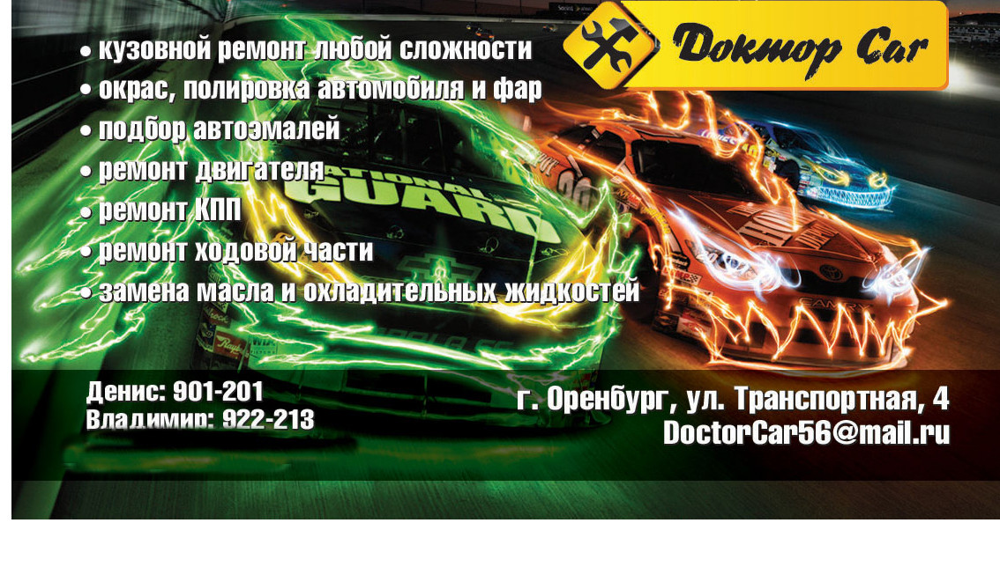 Доктор Car
• кузовной ремонт любой сложности
• окрас, полировка автомобиля и фар
• подбор автоэмалей
• ремонт двигателя
• ремонт КПП
• ремонт ходовой части
• замена масла и охладительных жидкостей
NATIONAL
GUARD
20
CAMRY
Денис: 901-201
Владимир: 922-213
г. Оренбург, ул. Транспортная, 4
DoctorCar56@mail.ru